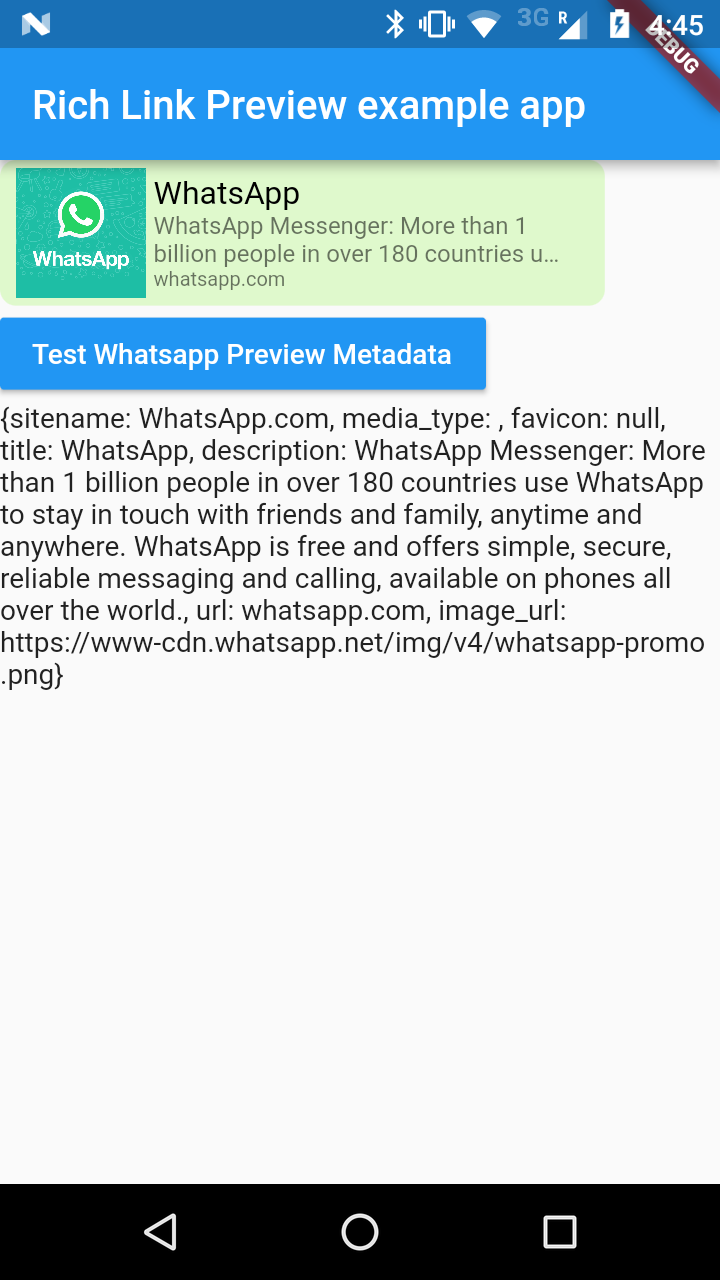 3G R 4:45
DEBUG
Rich Link Preview example app
WhatsApp
WhatsApp
WhatsApp Messenger: More than 1
billion people in over 180 countries u…
whatsapp.com
Test Whatsapp Preview Metadata
{sitename: WhatsApp.com, media_type: , favicon: null,
title: WhatsApp, description: WhatsApp Messenger: More
than 1 billion people in over 180 countries use WhatsApp
to stay in touch with friends and family, anytime and
anywhere. WhatsApp is free and offers simple, secure,
reliable messaging and calling, available on phones all
over the world., url: whatsapp.com, image_url:
https://www-cdn.whatsapp.net/img/v4/whatsapp-promo
.png}